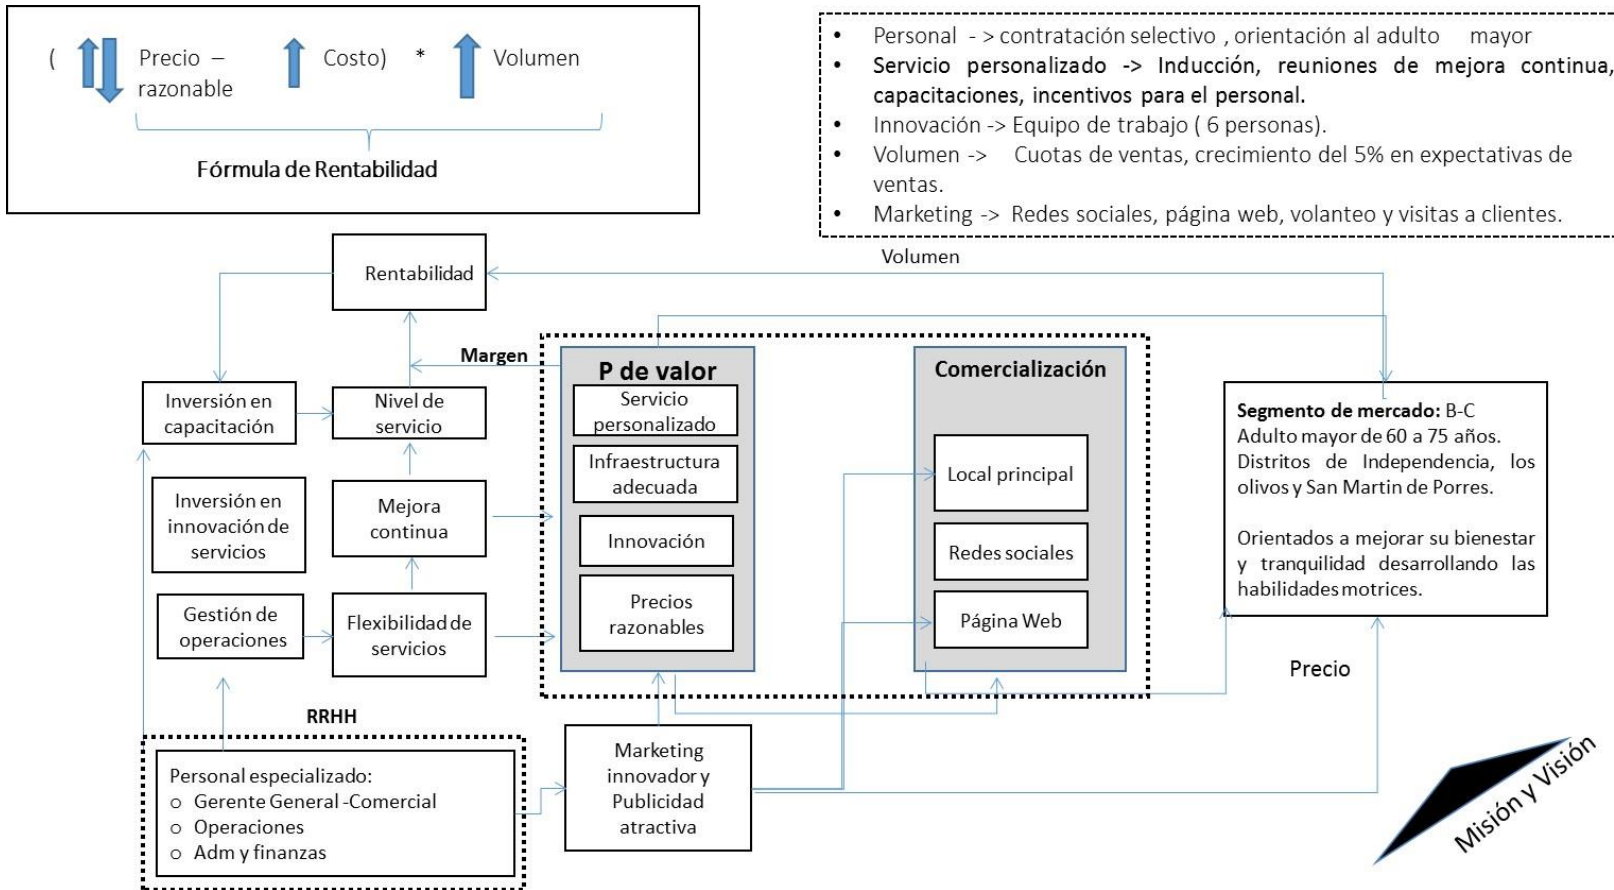 ( Precio – Costo) * Volumen
razonable
Fórmula de Rentabilidad
• Personal - > contratación selectivo , orientación al adulto mayor
• Servicio personalizado -> Inducción, reuniones de mejora continua,
capacitaciones, incentivos para el personal.
• Innovación -> Equipo de trabajo ( 6 personas).
• Volumen -> Cuotas de ventas, crecimiento del 5% en expectativas de
ventas.
• Marketing -> Redes sociales, página web, volanteo y visitas a clientes.
Volumen
Rentabilidad
Margen
Inversión en
capacitación
Nivel de
servicio
Inversión en
innovación de
servicios
Mejora
continua
Gestión de
operaciones
Flexibilidad de
servicios
P de valor
Servicio
personalizado
Infraestructura
adecuada
Innovación
Precios
razonables
Comercialización
Local principal
Redes sociales
Página Web
Segmento de mercado: B-C
Adulto mayor de 60 a 75 años.
Distritos de Independencia, los
olivos y San Martin de Porres.
Orientados a mejorar su bienestar
y tranquilidad desarrollando las
habilidades motrices.
Precio
RRHH
Personal especializado:
o Gerente General -Comercial
o Operaciones
o Adm y finanzas
Marketing
innovador y
Publicidad
atractiva
Misión y Visión